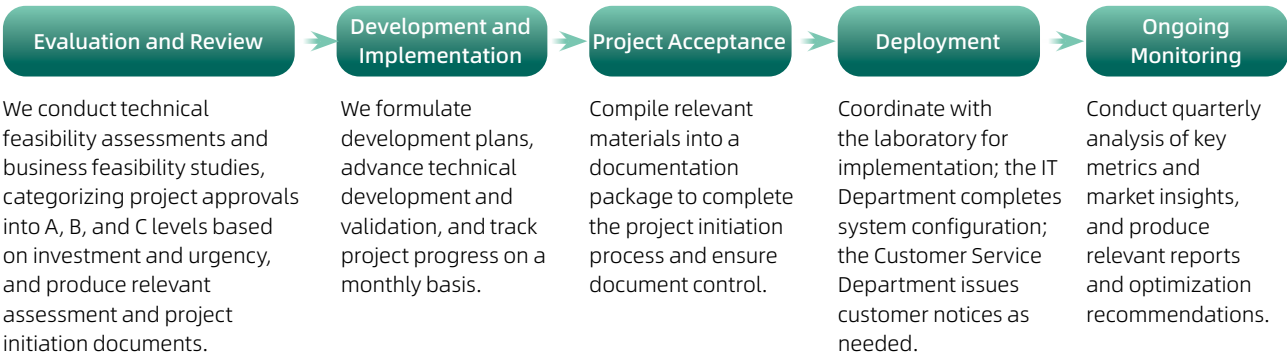 Evaluation and Review
We conduct technical
feasibility assessments and
business feasibility studies,
categorizing project approvals
into A, B, and C levels based
on investment and urgency,
and produce relevant
assessment and project
initiation documents.
Development and
Implementation
We formulate
development plans,
advance technical
development and
validation, and track
project progress on a
monthly basis.
Project Acceptance
Compile relevant
materials into a
documentation
package to complete
the project initiation
process and ensure
document control.
Deployment
Coordinate with
the laboratory for
implementation; the IT
Department completes
system configuration;
the Customer Service
Department issues
customer notices as
needed.
Ongoing
Monitoring
Conduct quarterly
analysis of key
metrics and
market insights,
and produce
relevant reports
and optimization
recommendations.